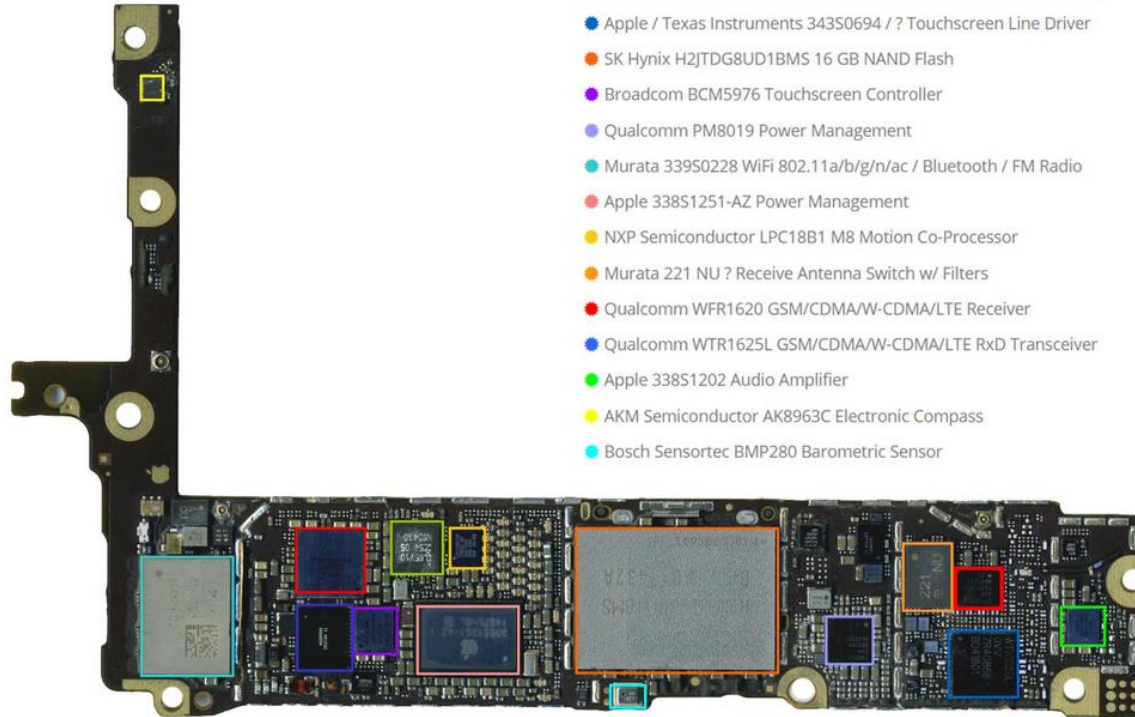 Apple / Texas Instruments 343S0694 / ? Touchscreen Line Driver
SK Hynix H2JTDG8UD1BMS 16 GB NAND Flash
Broadcom BCM5976 Touchscreen Controller
Qualcomm PM8019 Power Management
Murata 339S0228 WiFi 802.11a/b/g/n/ac / Bluetooth / FM Radio
Apple 338S1251-AZ Power Management
NXP Semiconductor LPC18B1 M8 Motion Co-Processor
Murata 221 NU ? Receive Antenna Switch w/ Filters
Qualcomm WFR1620 GSM/CDMA/W-CDMA/LTE Receiver
Qualcomm WTR1625L GSM/CDMA/W-CDMA/LTE RxD Transceiver
Apple 338S1202 Audio Amplifier
AKM Semiconductor AK8963C Electronic Compass
Bosch Sensortec BMP280 Barometric Sensor
221
NU